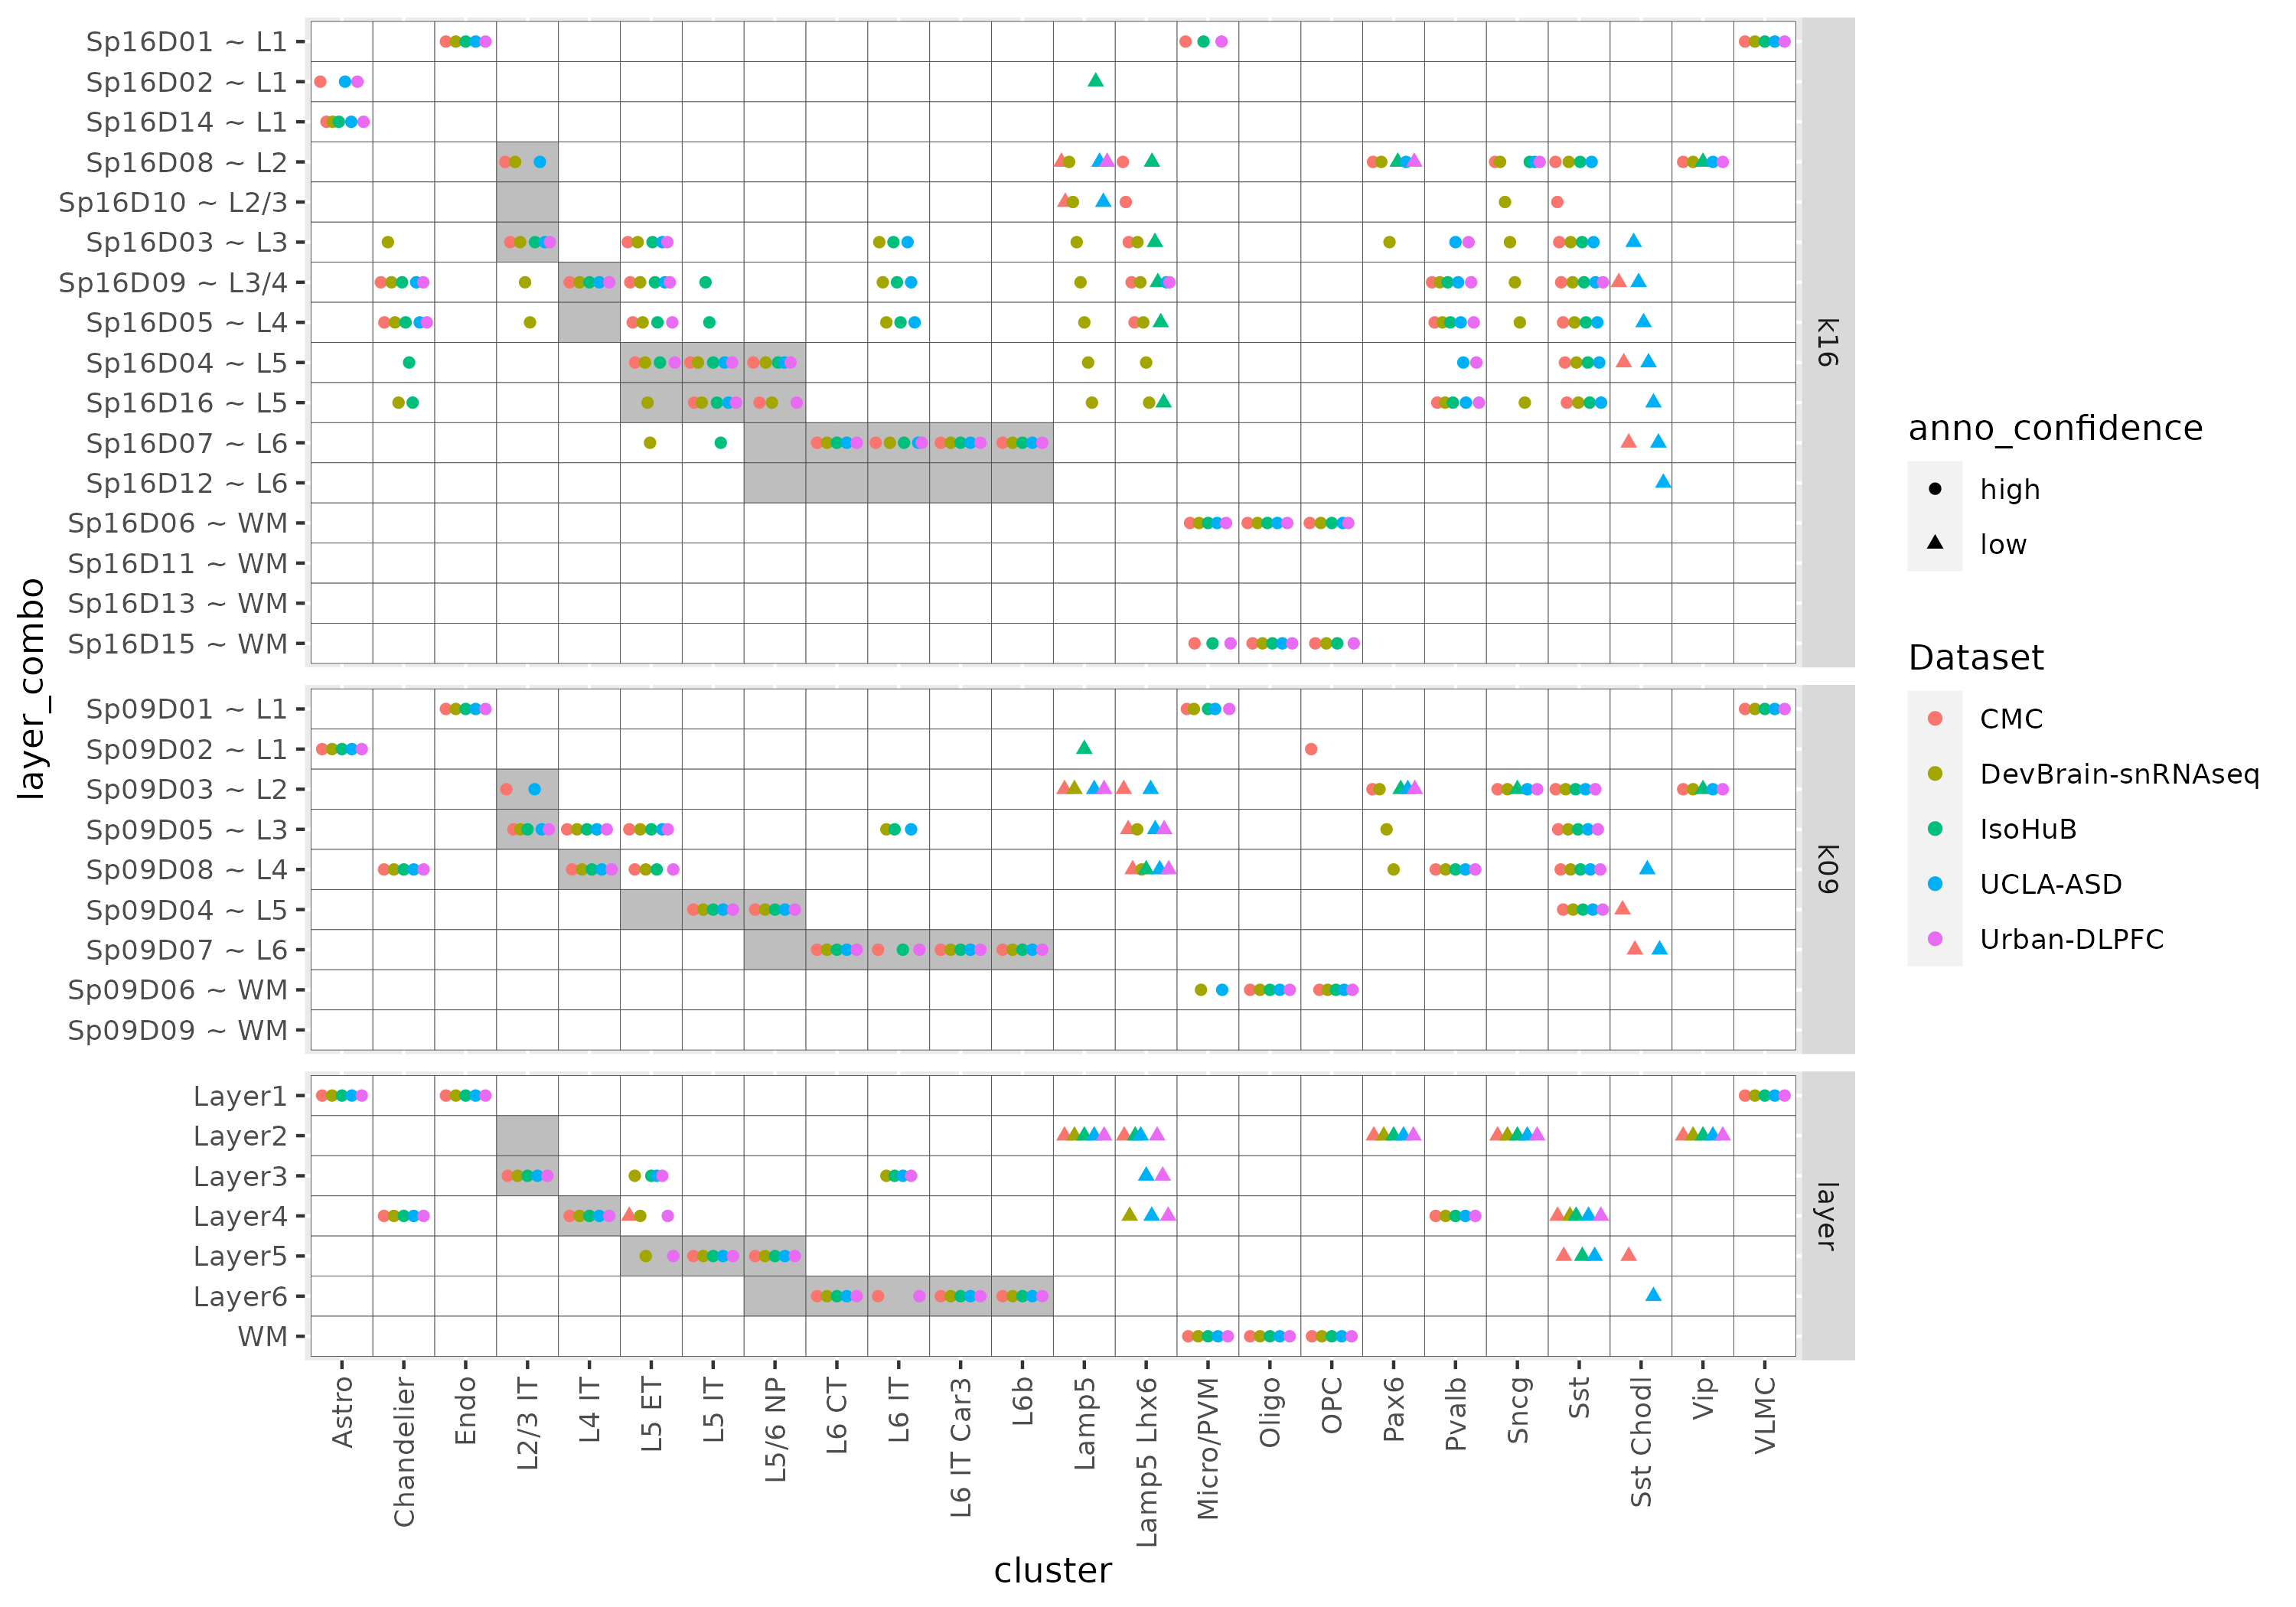 layer_combo
Sp16D01 ~ L1
Sp16D02 ~ L1
Sp16D14 ~ L1
Sp16D08 ~ L2
Sp16D10 ~ L2/3
Sp16D03 ~ L3
Sp16D09 ~ L3/4
Sp16D05 ~ L4
Sp16D04 ~ L5
Sp16D16 ~ L5
Sp16D07 ~ L6
Sp16D12 ~ L6
Sp16D06 ~ WM
Sp16D11 ~ WM
Sp16D13 ~ WM
Sp16D15 ~ WM
k16
Sp09D01 ~ L1
Sp09D02 ~ L1
Sp09D03 ~ L2
Sp09D05 ~ L3
Sp09D08 ~ L4
Sp09D04 ~ L5
Sp09D07 ~ L6
Sp09D06 ~ WM
Sp09D09 ~ WM
k09
Layer1
Layer2
Layer3
Layer4
Layer5
Layer6
WM
layer
Astro
Chandelier
Endo
L2/3 IT
L4 IT
L5 ET
L5 IT
L5/6 NP
L6 CT
L6 IT
L6 IT Car3
L6b
Lamp5
Lamp5 Lhx6
Micro/PVM
Oligo
OPC
Pax6
Pvalb
Sncg
Sst
Sst Chodl
Vip
VLMC
cluster
anno_confidence
high
low
Dataset
CMC
DevBrain-snRNAseq
IsoHuB
UCLA-ASD
Urban-DLPFC